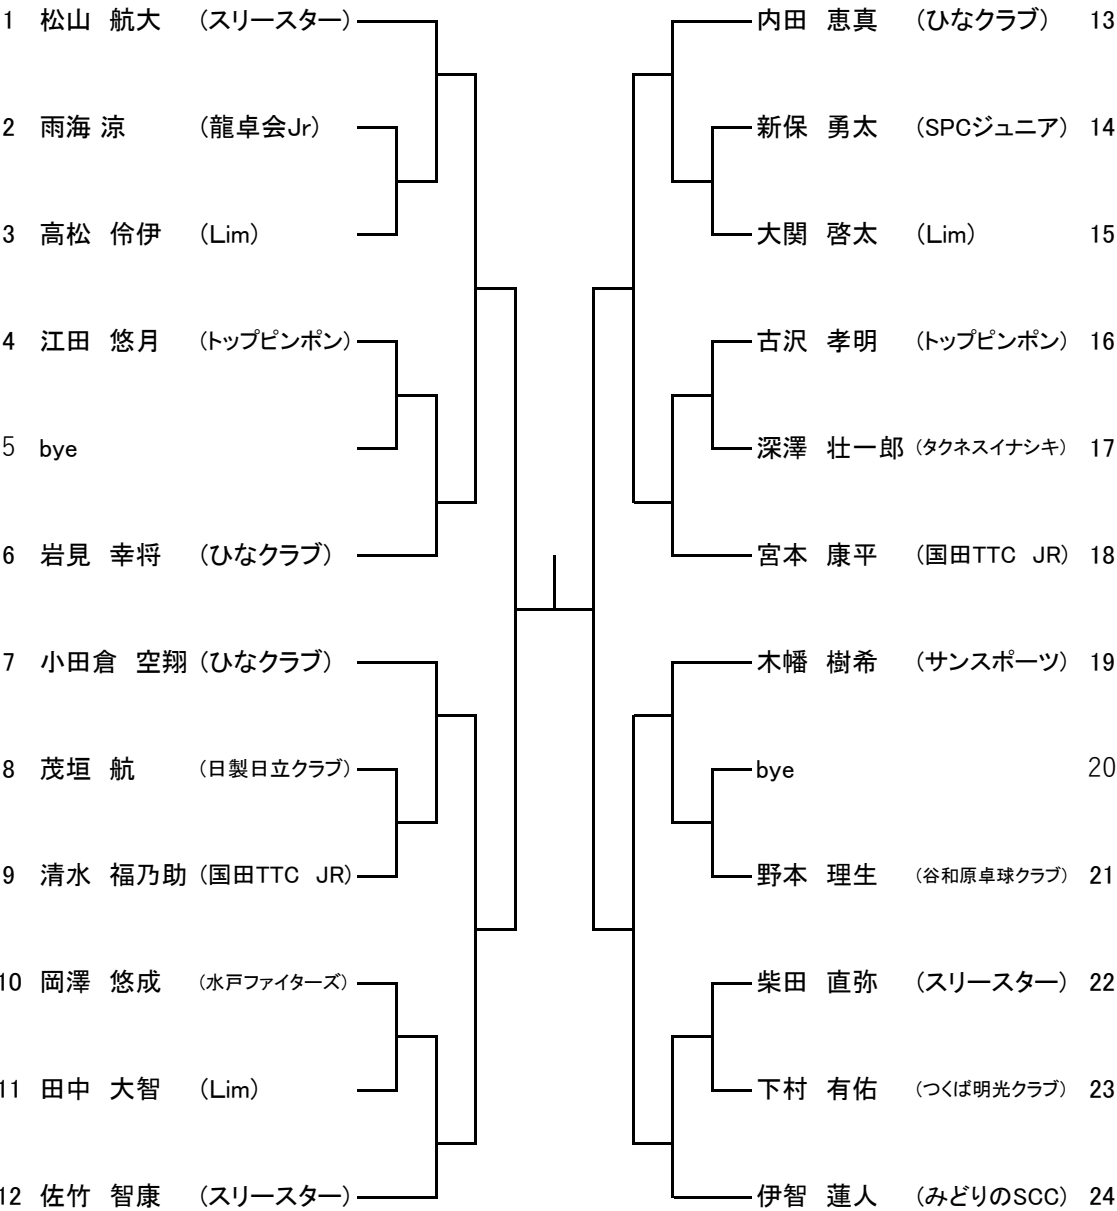 1 松山 航大 (スリースター)
2 雨海 涼 (龍卓会Jr)
3 高松 伶伊 (Lim)
4 江田 悠月 (トップピンポン)
5 bye
6 岩見 幸将 (ひなクラブ)
7 小田倉 空翔 (ひなクラブ)
8 茂垣 航 (日製日立クラブ)
9 清水 福乃助 (国田TTC JR)
10 岡澤 悠成 (水戸ファイターズ)
11 田中 大智 (Lim)
12 佐竹 智康 (スリースター)
内田 恵真 (ひなクラブ) 13
新保 勇太 (SPCジュニア) 14
大関 啓太 (Lim) 15
古沢 孝明 (トップピンポン) 16
深澤 壮一郎 (タクネスイナシキ) 17
宮本 康平 (国田TTC JR) 18
木幡 樹希 (サンスポーツ) 19
bye 20
野本 理生 (谷和原卓球クラブ) 21
柴田 直弥 (スリースター) 22
下村 有佑 (つくば明光クラブ) 23
伊智 蓮人 (みどりのSCC) 24